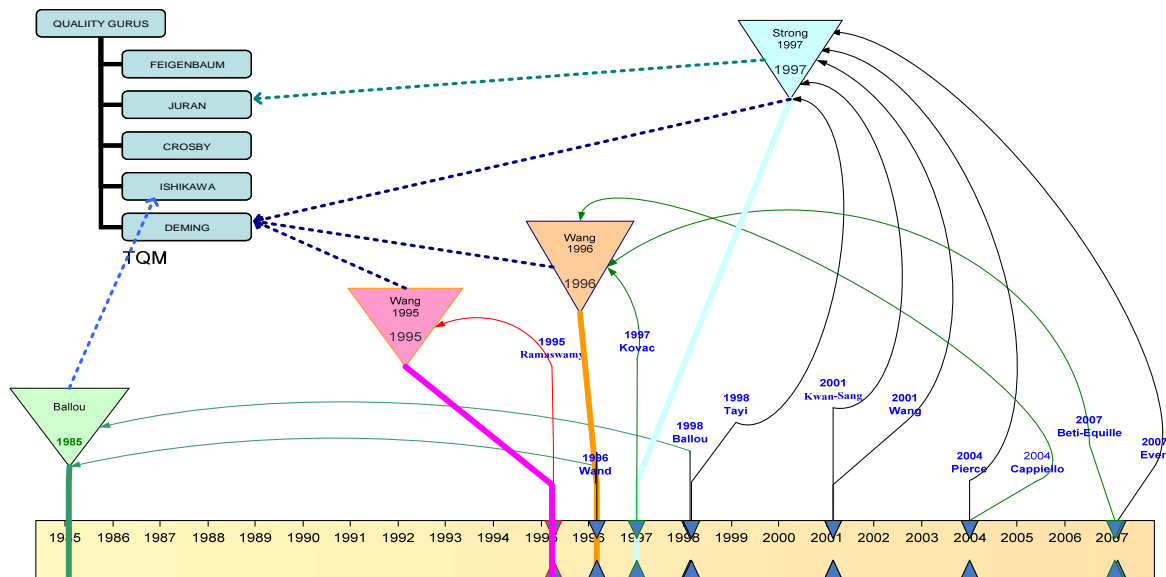 QUALIITY GURUS
FEIGENBAUM
JURAN
CROSBY
ISHIKAWA
DEMING
TQM
Strong
1997
1997
Wang
1996
1996
Wang
1995
1995
Ballou
1985
1995
Ramaswamy
1997
Kovac
1996
Wand
1998
Ballou
1998
Tayi
2001
Kwan-Sang
2001
Wang
2004
Pierce
2004
Cappiello
2007
Beti-Equille
2007
Ever
1985 1986 1987 1988 1989 1990 1991 1992 1993 1994 1995 1996 1997 1998 1999 2000 2001 2002 2003 2004 2005 2006 2007